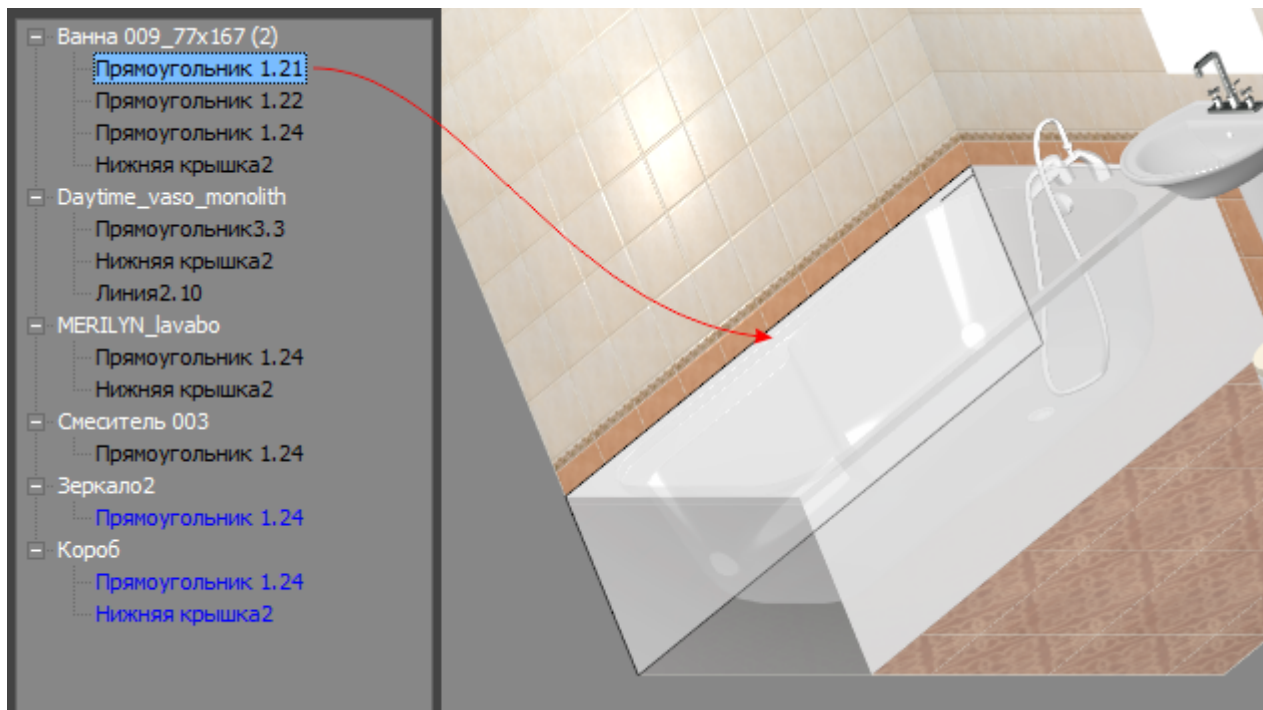 Ванна 009_77x167 (2)
Прямоугольник 1.21
Прямоугольник 1.22
Прямоугольник 1.24
Нижняя крышка2
Daytime_vaso_monolith
Прямоугольник3.3
Нижняя крышка2
Линия2.10
MERILYN_lavabo
Прямоугольник 1.24
Нижняя крышка2
Смеситель 003
Прямоугольник 1.24
Зеркало2
Прямоугольник 1.24
Короб
Прямоугольник 1.24
Нижняя крышка2